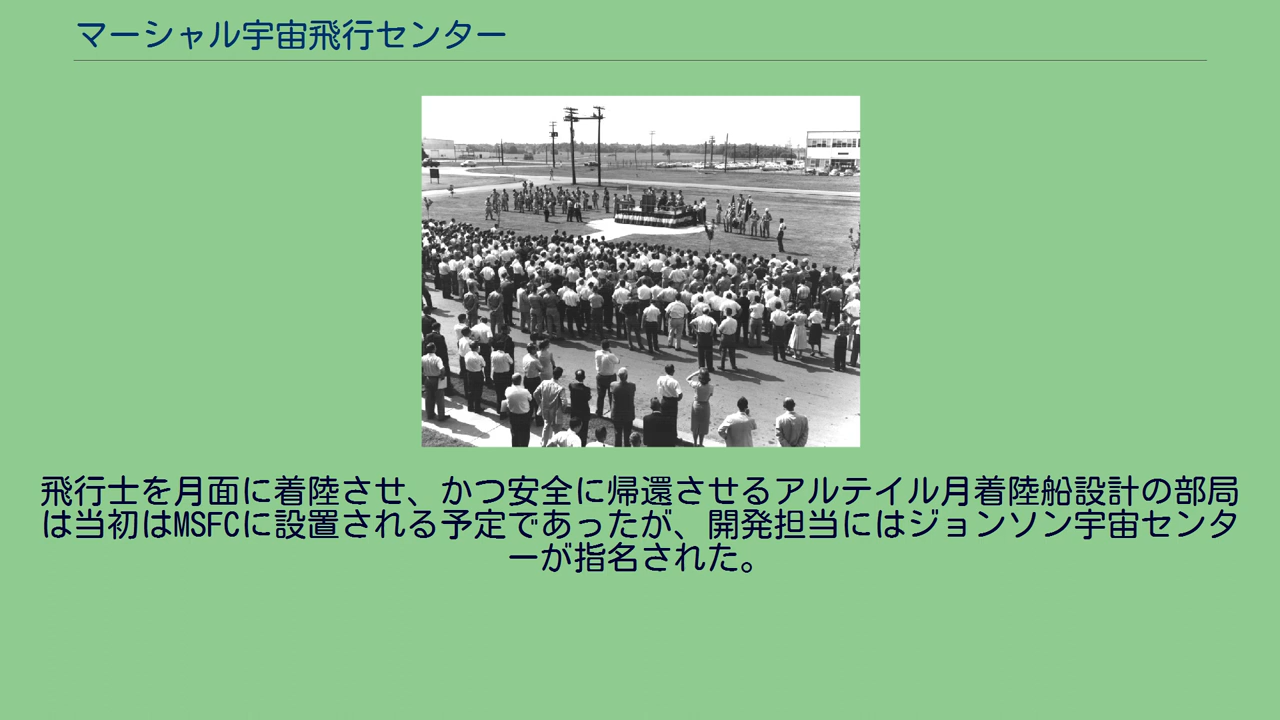 マーシャル宇宙飛行センター
飛行士を月面に着陸させ、かつ安全に帰還させるアルテイル月着陸船設計の部局
は当初はMSFCに設置される予定であったが、開発担当にはジョンソン宇宙センタ
ーが指名された。